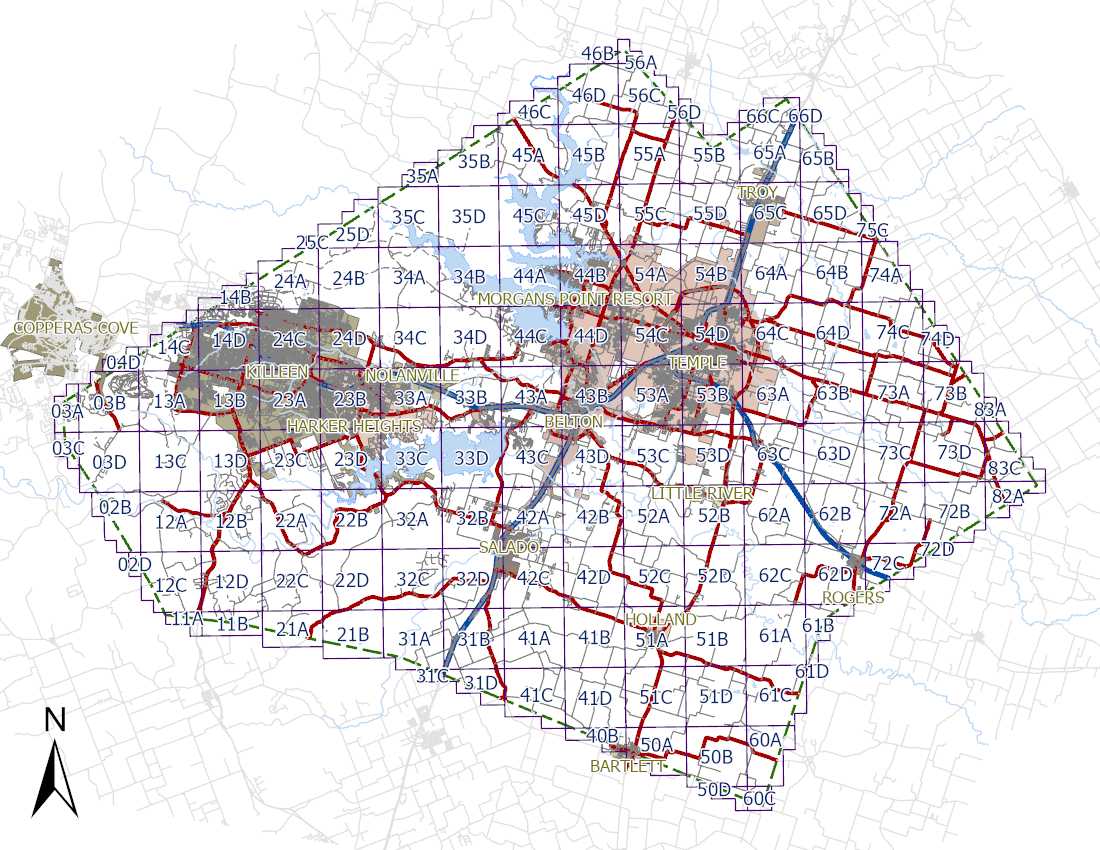 46B
56A
46D 56C
46C 56D 66C 66D
35B 45A 45B 55A 55B 65A 65B
35A
TROY
35C 35D 45C 45D 55C 55D 65C 65D 75C
25C 25D
24A 24B 34A 34B 44A 44B 54A 54B 64A 64B 74A
14B MORGANS POINT RESORT
COPPERAS COVE
14C 14D 24C 24D 34C 34D 44C 44D 54C 54D 64C 64D 74C 74D
04D KILLEEN NOLANVILLE TEMPLE
03A 03B 13A 13B 23A 23B 33A 33B 43A 43B 53A 53B 63A 63B 73A 73B 83A
HARKER HEIGHTS BELTON
03C 03D 13C 13D 23C 23D 33C 33D 43C 43D 53C 53D 63C 63D 73C 73D 83C
LITTLE RIVER 82A
02B 12A 12B 22A 22B 32A 32B 42A 42B 52A 52B 62A 62B 72A 72B
SALADO
02D 72C 72D
12C 12D 22C 22D 32C 32D 42C 42D 52C 52D 62C 62D
ROGERS
11A 11B 21A 21B HOLLAND 61B
31A 31B 41A 41B 51A 51B 61A
31C 31D 61D
41C 41D 51C 51D 61C
N
40B 50A 60A
BARTLETT 50B
50D 60C